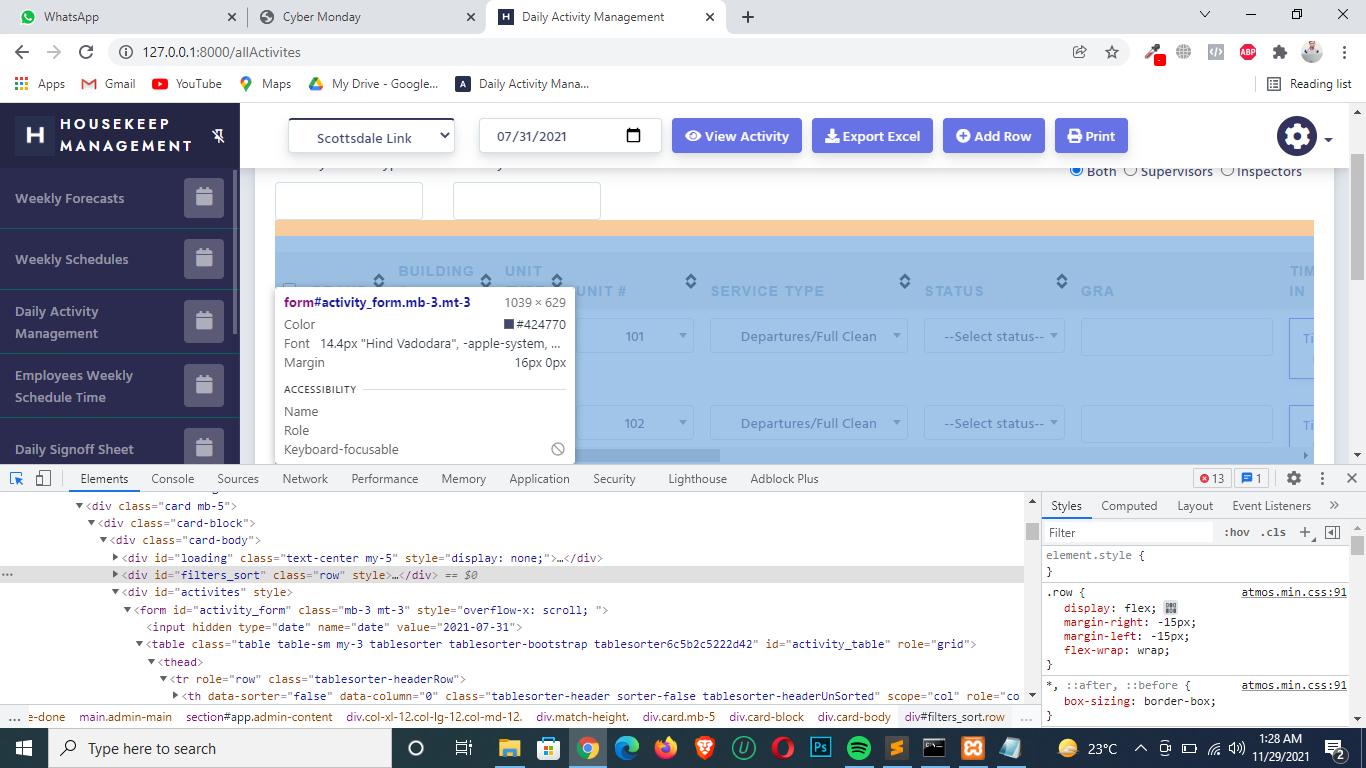 WhatsApp
Cyber Monday
Daily Activity Management
127.0.0.1:8000/allActivites
ABP
Apps
Gmail
YouTube
Maps
My Drive - Google...
Daily Activity Mana...
Reading list
HOUSEKEEP
MANAGEMENT
Scottsdale Link
07/31/2021
View Activity
Export Excel
Add Row
Print
Both
Supervisors
Inspectors
Weekly Forecasts
Weekly Schedules
Daily Activity
Management
Employees Weekly
Schedule Time
Daily Signoff Sheet
BUILDING
UNIT
UNIT #
SERVICE TYPE
STATUS
GRA
TIM
IN
101
Departures/Full Clean
--Select status--
Ti
102
Departures/Full Clean
--Select status--
Ti
form#activity_form.mb-3.mt-3
1039 × 629
Color
#424770
Font
14.4px "Hind Vadodara", -apple-system, ...
Margin
16px 0px
ACCESSIBILITY
Name
Role
Keyboard-focusable
Elements
Console
Sources
Network
Performance
Memory
Application
Security
Lighthouse
Adblock Plus
13
1
<div class="card mb-5">
<div class="card-block">
<div class="card-body">
<div id="loading" class="text-center my-5" style="display: none;">…</div>
<div id="filters_sort" class="row" style>…</div> == $0
<div id="activites" style>
<form id="activity_form" class="mb-3 mt-3" style="overflow-x: scroll; ">
<input hidden type="date" name="date" value="2021-07-31">
<table class="table table-sm my-3 tablesorter tablesorter-bootstrap tablesorter6c5b2c5222d42" id="activity_table" role="grid">
<thead>
<tr role="row" class="tablesorter-headerRow">
<th data-sorter="false" data-column="0" class="tablesorter-header sorter-false tablesorter-headerUnSorted" scope="col" role="co
... e-done main.admin-main section#app.admin-content div.col-xl-12.col-lg-12.col-md-12. div.match-height. div.card.mb-5 div.card-block div.card-body div#filters_sort.row ...
Styles
Computed
Layout
Event Listeners
Filter
:hov
.cls
element.style {
}
.row {
atmos.min.css:91
display: flex;
margin-right: -15px;
margin-left: -15px;
flex-wrap: wrap;
}
*, ::after, ::before {
atmos.min.css:91
box-sizing: border-box;
}
Type here to search
23°C
1:28 AM
11/29/2021
2